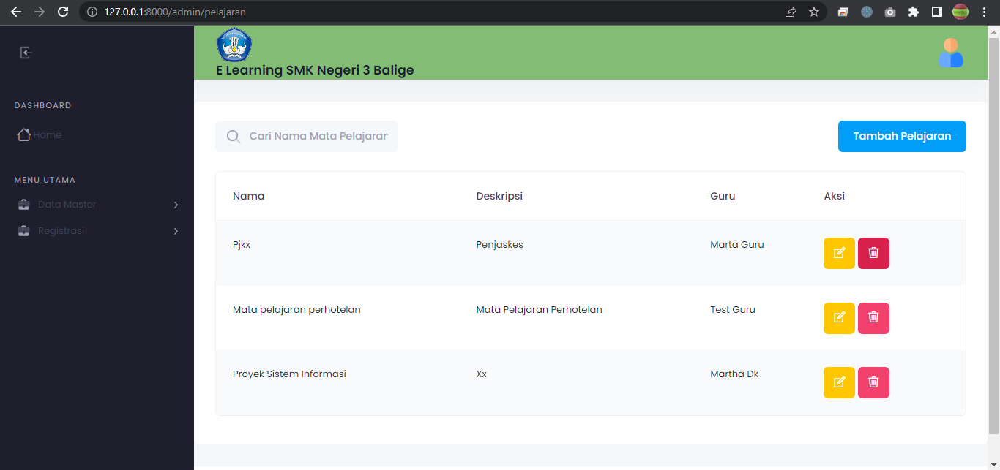 127.0.0.1:8000/admin/pelajaran
E Learning SMK Negeri 3 Balige
DASHBOARD
Home
MENU UTAMA
Data Master
Registrasi
Cari Nama Mata Pelajaran
Tambah Pelajaran
Nama Deskripsi Guru Aksi
Pjkx Penjaskes Marta Guru
Mata pelajaran perhotelan Mata Pelajaran Perhotelan Test Guru
Proyek Sistem Informasi Xx Martha Dk